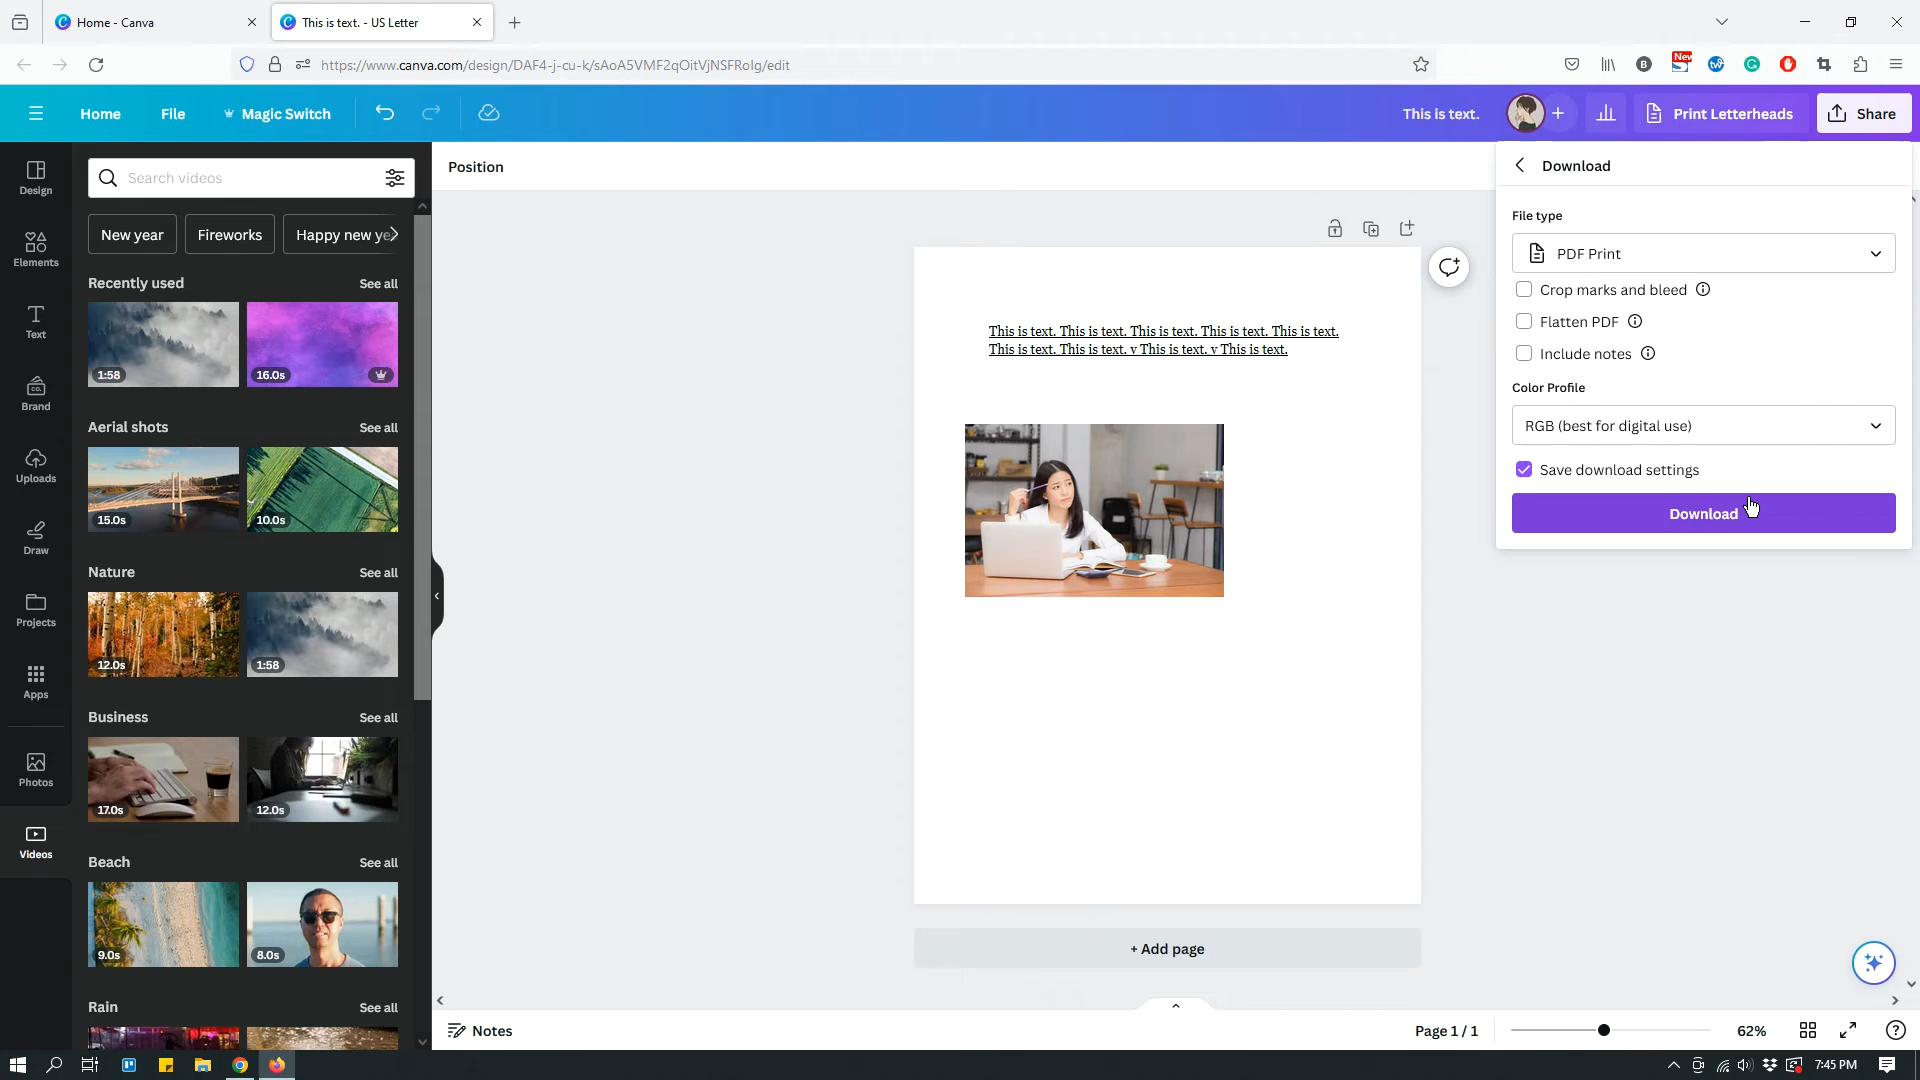 Home - Canva
This is text. - US Letter
https://www.canva.com/design/DAF4-j-cu-k/sAoA5VMF2qOitVjNSFRoIg/edit
New
Home
File
Magic Switch
This is text.
Print Letterheads
Share
Design
Elements
Text
Brand
Uploads
Draw
Projects
Apps
Photos
Videos
Search videos
New year
Fireworks
Happy new ye
Recently used
See all
1:58
16.0s
Aerial shots
See all
15.0s
10.0s
Nature
See all
12.0s
1:58
Business
See all
17.0s
12.0s
Beach
See all
9.0s
8.0s
Rain
See all
Position
This is text. This is text. This is text. This is text. This is text.
This is text. This is text. v This is text. v This is text.
+ Add page
Download
File type
PDF Print
Crop marks and bleed
Flatten PDF
Include notes
Color Profile
RGB (best for digital use)
Save download settings
Download
Notes
Page 1 / 1
62%
7:45 PM